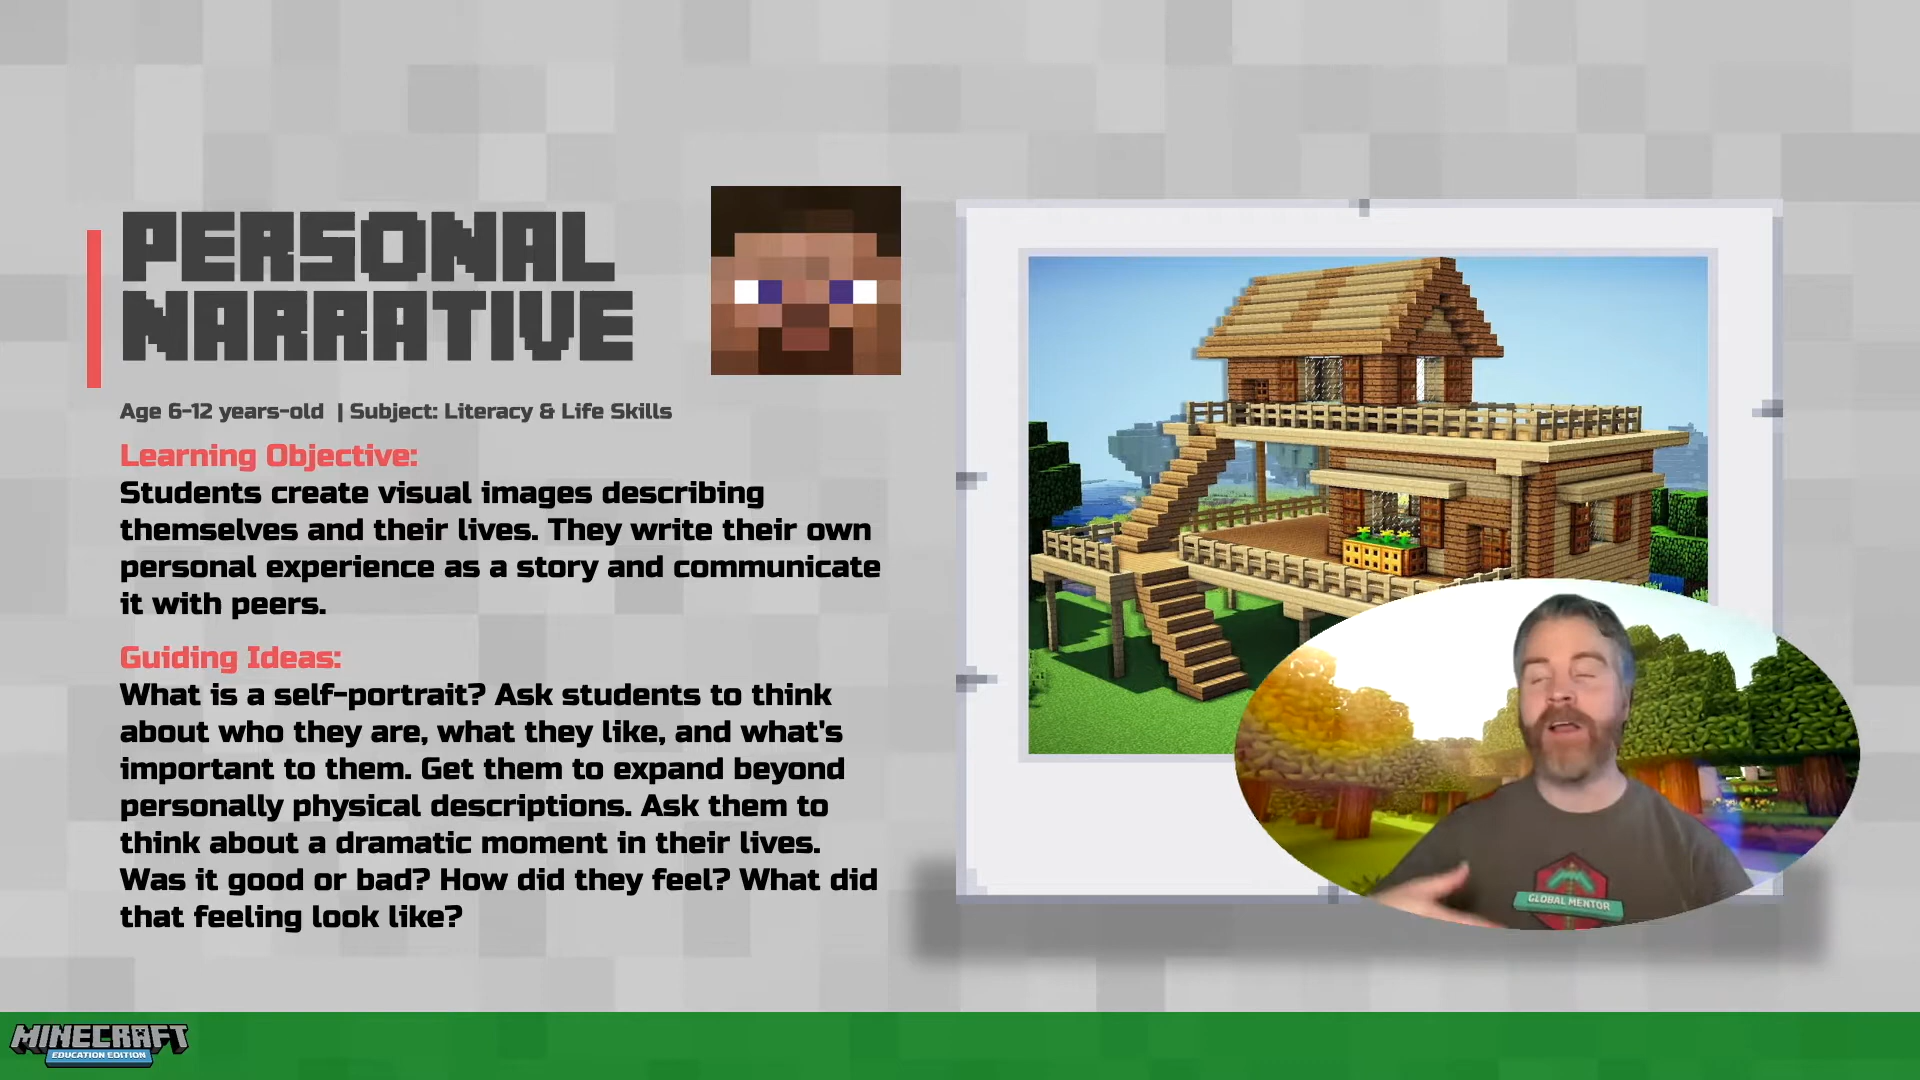 PERSONAL
NARRATIVE
Age 6-12 years-old | Subject: Literacy & Life Skills
Learning Objective:
Students create visual images describing
themselves and their lives. They write their own
personal experience as a story and communicate
it with peers.
Guiding Ideas:
What is a self-portrait? Ask students to think
about who they are, what they like, and what's
important to them. Get them to expand beyond
personally physical descriptions. Ask them to
think about a dramatic moment in their lives.
Was it good or bad? How did they feel? What did
that feeling look like?
GLOBAL MENTOR
MINECRAFT
EDUCATION EDITION